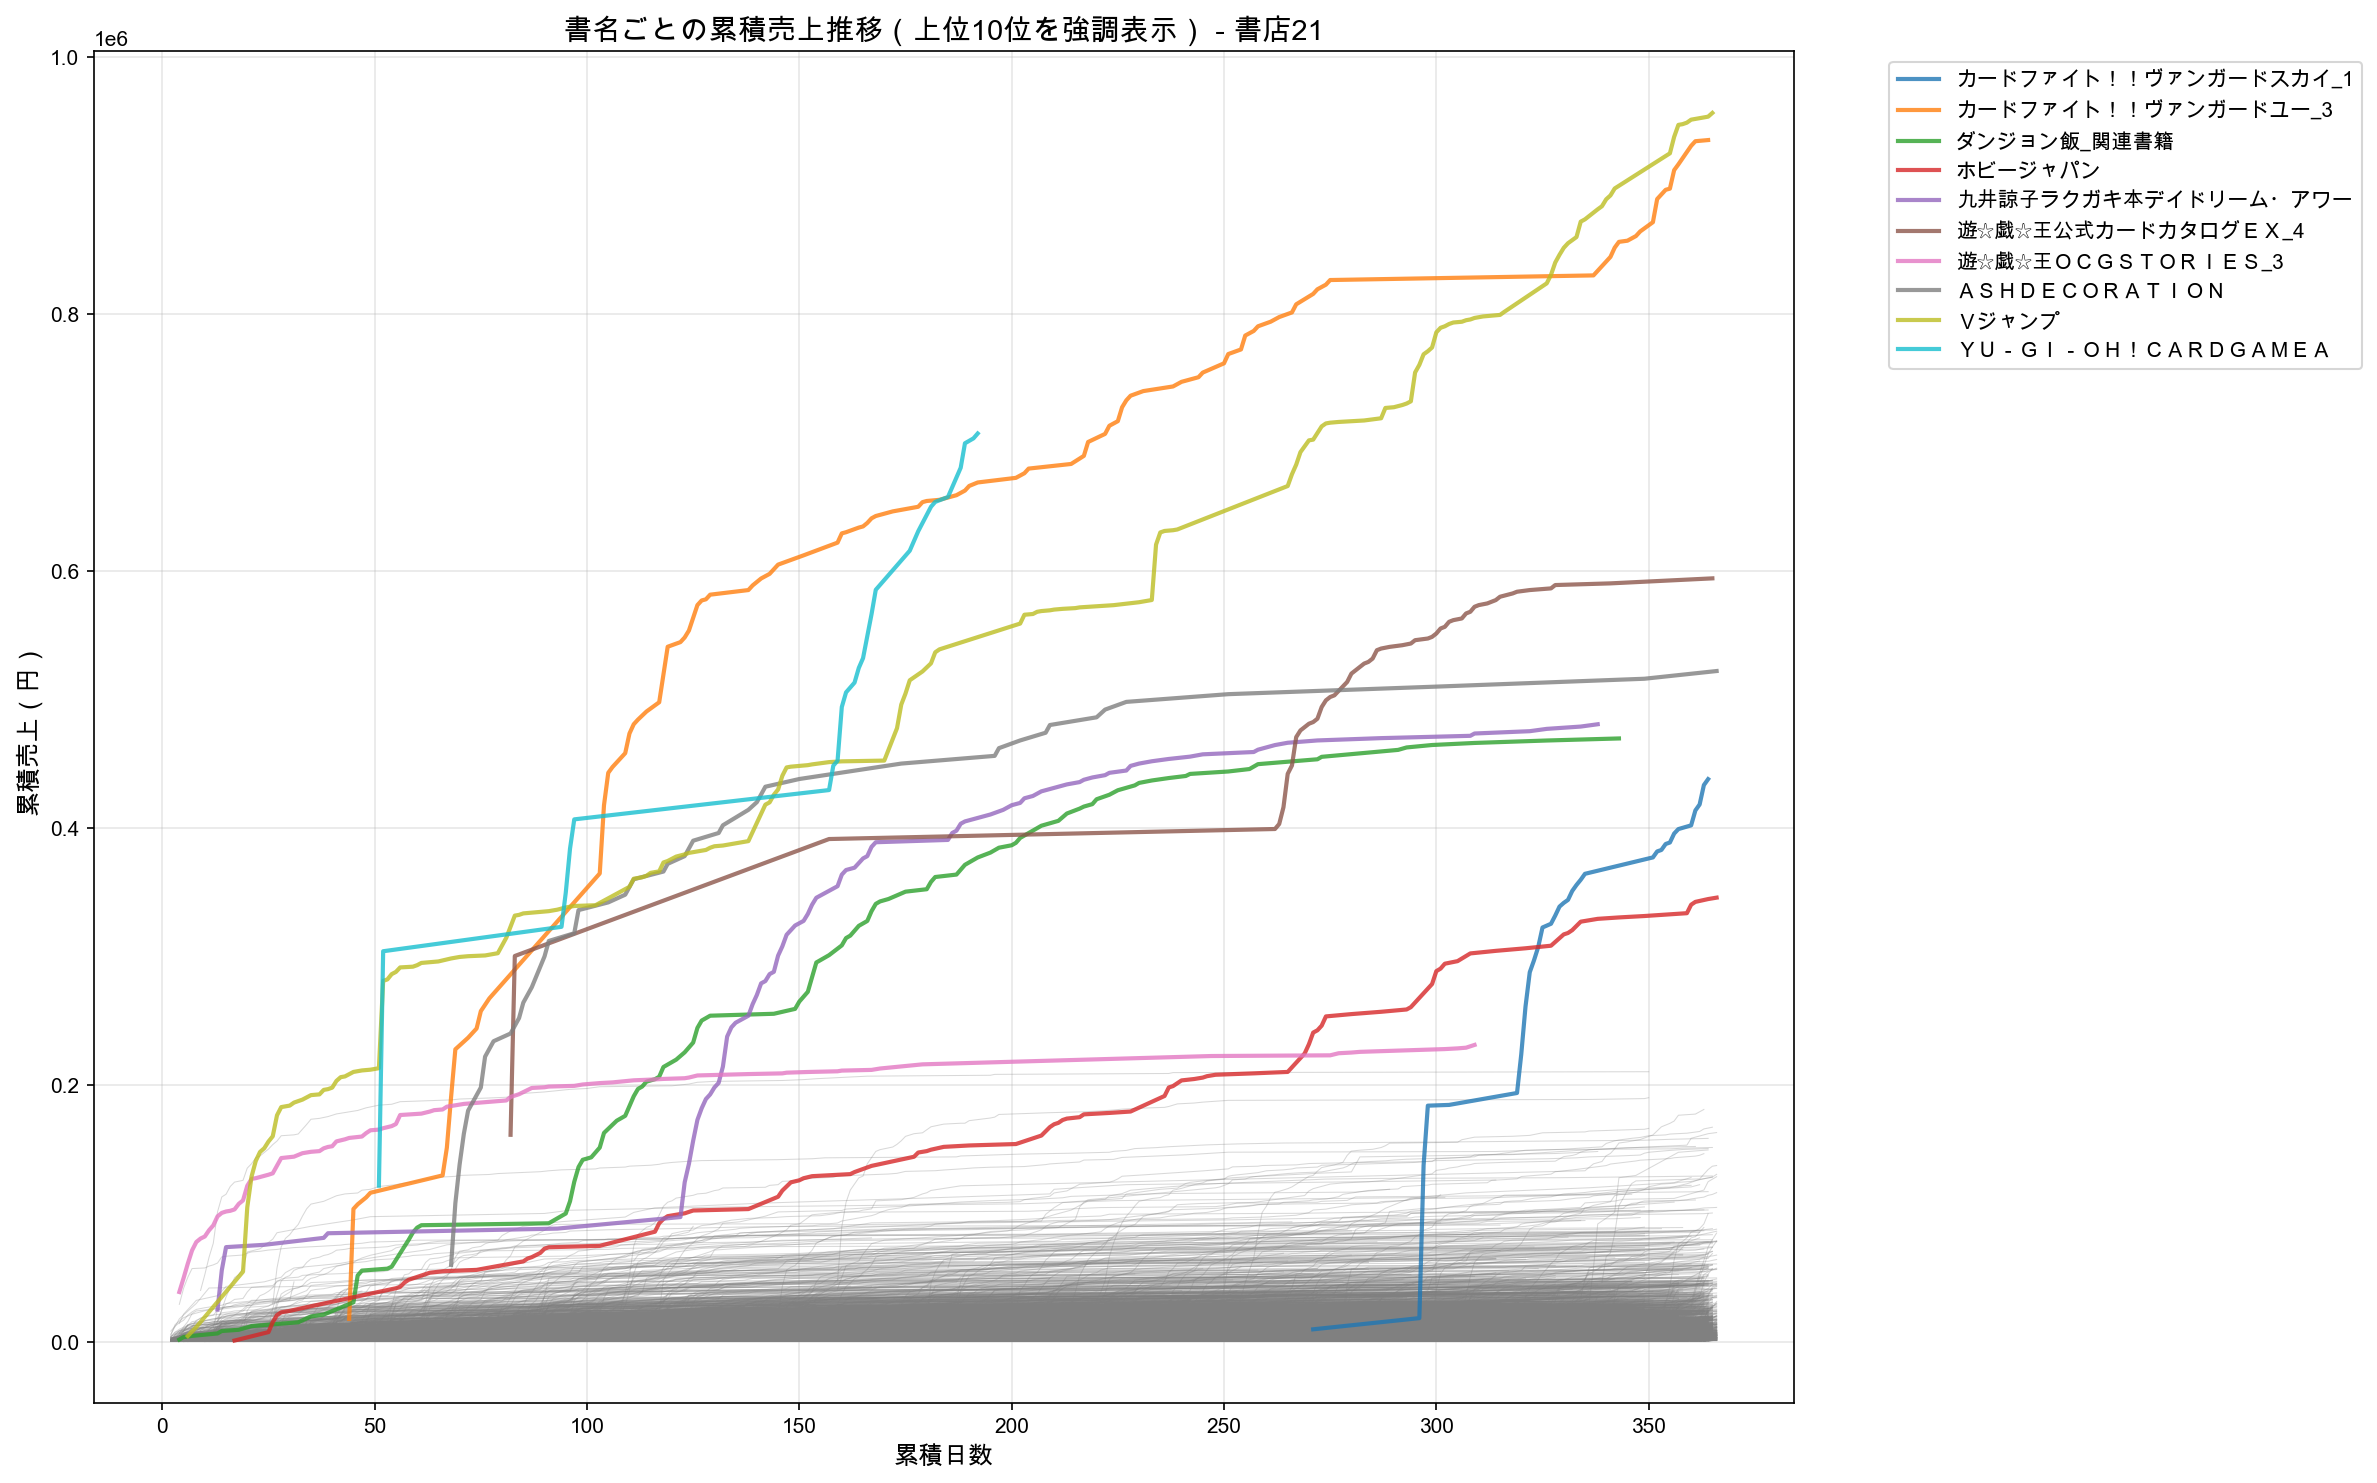 書名ごとの累積売上推移（上位10位を強調表示） - 書店21
1e6
1.0
0.8
0.6
0.4
0.2
0.0
累積売上（円）
0 50 100 150 200 250 300 350
累積日数
カードファイト！！ヴァンガードスカイ_1
カードファイト！！ヴァンガードユー_3
ダンジョン飯_関連書籍
ホビージャパン
九井諒子ラクガキ本デイドリーム・アワー
遊☆戯☆王公式カードカタログＥＸ_4
遊☆戯☆王ＯＣＧＳＴＯＲＩＥＳ_3
ＡＳＨＤＥＣＯＲＡＴＩＯＮ
Ｖジャンプ
ＹＵ－ＧＩ－ＯＨ！ＣＡＲＤＧＡＭＥＡ